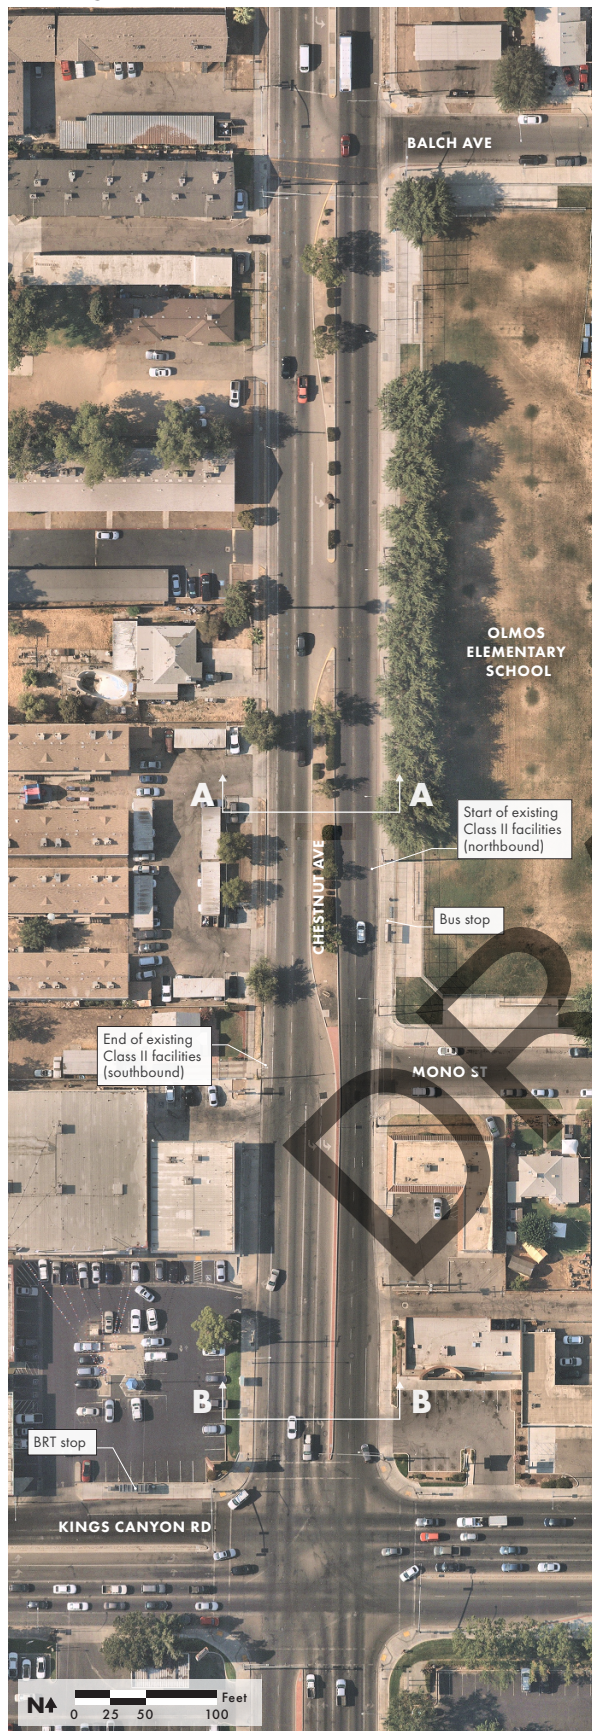 BALCH AVE
OLMOS
ELEMENTARY
SCHOOL
A
A
Start of existing
Class II facilities
(northbound)
CHESTNUT AVE
Bus stop
End of existing
Class II facilities
(southbound)
MONO ST
DR
B
B
BRT stop
KINGS CANYON RD
N
Feet
0 25 50 100